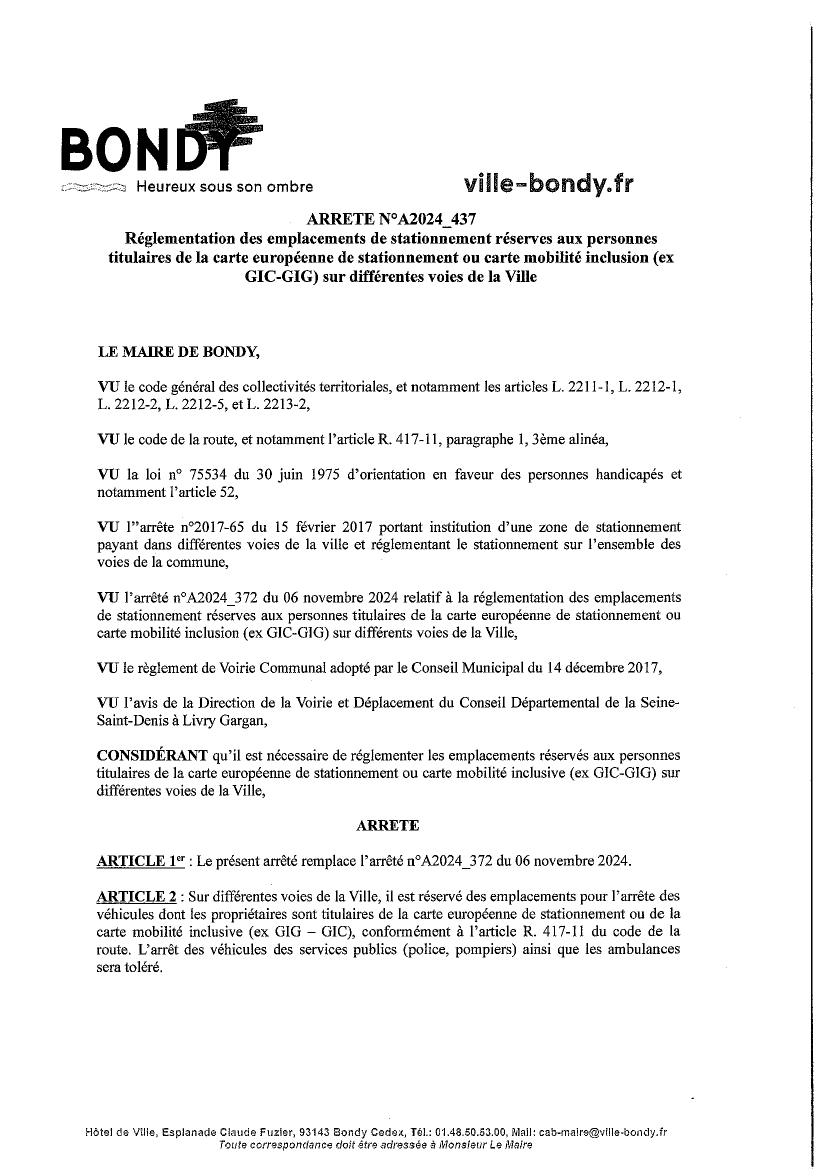 BONDY
Heureux sous son ombre
ville-bondy.fr
ARRETE N°A2024_437
Réglementation des emplacements de stationnement réserves aux personnes
titulaires de la carte européenne de stationnement ou carte mobilité inclusion (ex
GIC-GIG) sur différentes voies de la Ville
LE MAIRE DE BONDY,
VU le code général des collectivités territoriales, et notamment les articles L. 2211-1, L. 2212-1,
L. 2212-2, L. 2212-5, et L. 2213-2,
VU le code de la route, et notamment l'article R. 417-11, paragraphe 1, 3ème alinéa,
VU la loi n° 75534 du 30 juin 1975 d'orientation en faveur des personnes handicapés et
notamment l'article 52,
VU l''arrête n°2017-65 du 15 février 2017 portant institution d'une zone de stationnement
payant dans différentes voies de la ville et réglementant le stationnement sur l'ensemble des
voies de la commune,
VU l'arrêté n°A2024_372 du 06 novembre 2024 relatif à la réglementation des emplacements
de stationnement réserves aux personnes titulaires de la carte européenne de stationnement ou
carte mobilité inclusion (ex GIC-GIG) sur différents voies de la Ville,
VU le règlement de Voirie Communal adopté par le Conseil Municipal du 14 décembre 2017,
VU l'avis de la Direction de la Voirie et Déplacement du Conseil Départemental de la Seine-
Saint-Denis à Livry Gargan,
CONSIDÉRANT qu'il est nécessaire de réglementer les emplacements réservés aux personnes
titulaires de la carte européenne de stationnement ou carte mobilité inclusive (ex GIC-GIG) sur
différentes voies de la Ville,
ARRETE
ARTICLE 1er : Le présent arrêté remplace l'arrêté n°A2024_372 du 06 novembre 2024.
ARTICLE 2 : Sur différentes voies de la Ville, il est réservé des emplacements pour l'arrête des
véhicules dont les propriétaires sont titulaires de la carte européenne de stationnement ou de la
carte mobilité inclusive (ex GIG – GIC), conformément à l'article R. 417-11 du code de la
route. L'arrêt des véhicules des services publics (police, pompiers) ainsi que les ambulances
sera toléré.
Hôtel de Ville, Esplanade Claude Fuzier, 93143 Bondy Cedex, Tél.: 01.48.50.53.00, Mail: cab-maire@ville-bondy.fr
Toute correspondance doit être adressée à Monsieur Le Maire